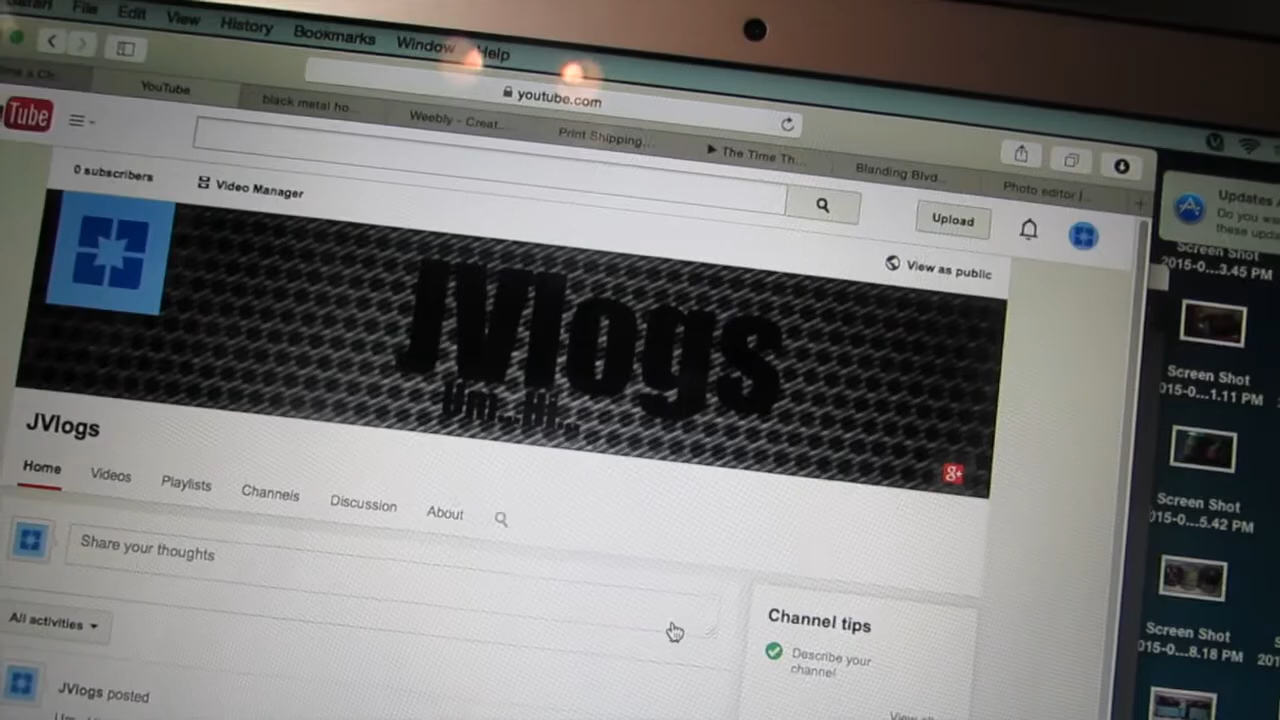 Safari File Edit View History Bookmarks Window Help
youtube.com
YouTube black metal ho... Weebly - Creat... Print Shipping,... ▶ The Time Th... Blanding Blvd... Photo editor |...
Tube
Updates
Do you
these
0 subscribers Video Manager
Upload
View as public
Screen Shot
2015-0...3.45 PM
JVlogs
Um...Hi...
g+
Screen Shot
2015-0...1.11 PM
JVlogs
Home Videos Playlists Channels Discussion About
Screen Shot
2015-0...5.42 PM
Share your thoughts
Channel tips
All activities
Describe your
channel
Screen Shot
2015-0...8.18 PM 201
JVlogs posted